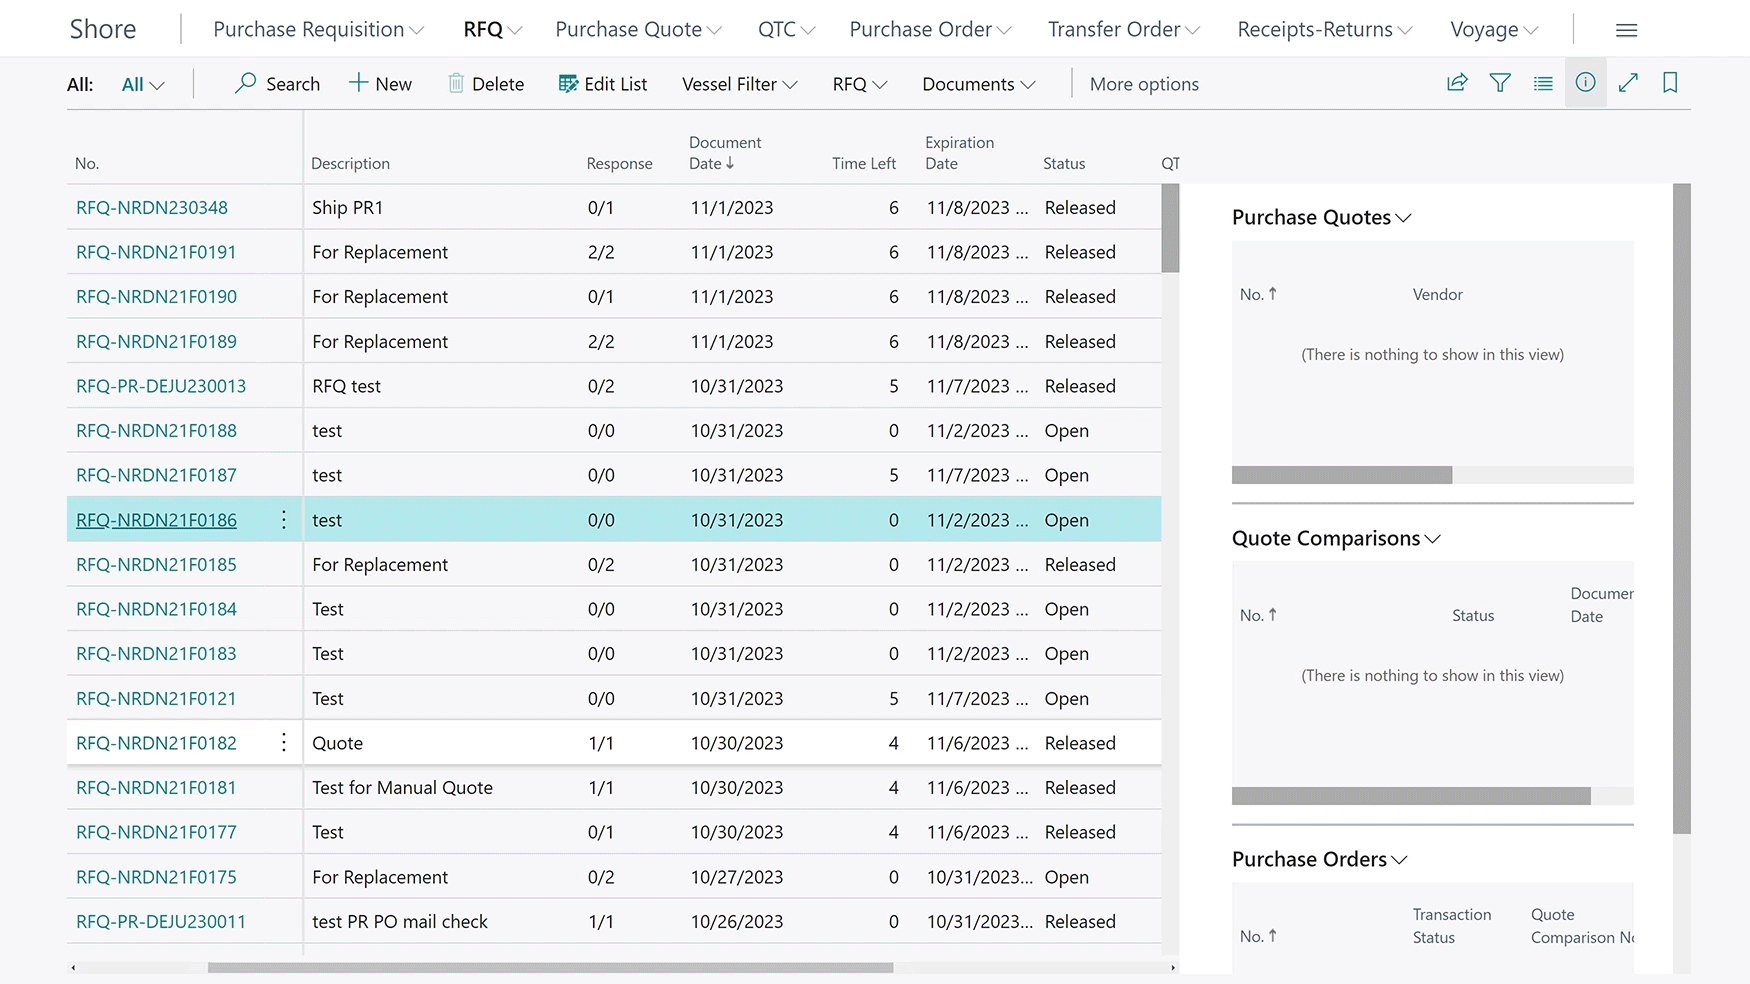 Shore Purchase Requisition RFQ Purchase Quote QTC Purchase Order Transfer Order Receipts-Returns Voyage
All: All Search New Delete Edit List Vessel Filter RFQ Documents More options
No. Description Response Document Date↓ Time Left Expiration Date Status QT
RFQ-NRDN230348 Ship PR1 0/1 11/1/2023 6 11/8/2023 ... Released
RFQ-NRDN21F0191 For Replacement 2/2 11/1/2023 6 11/8/2023 ... Released
RFQ-NRDN21F0190 For Replacement 0/1 11/1/2023 6 11/8/2023 ... Released
RFQ-NRDN21F0189 For Replacement 2/2 11/1/2023 6 11/8/2023 ... Released
RFQ-PR-DEJU230013 RFQ test 0/2 10/31/2023 5 11/7/2023 ... Released
RFQ-NRDN21F0188 test 0/0 10/31/2023 0 11/2/2023 ... Open
RFQ-NRDN21F0187 test 0/0 10/31/2023 5 11/7/2023 ... Open
RFQ-NRDN21F0186 test 0/0 10/31/2023 0 11/2/2023 ... Open
RFQ-NRDN21F0185 For Replacement 0/2 10/31/2023 0 11/2/2023 ... Released
RFQ-NRDN21F0184 Test 0/0 10/31/2023 0 11/2/2023 ... Open
RFQ-NRDN21F0183 Test 0/0 10/31/2023 0 11/2/2023 ... Open
RFQ-NRDN21F0121 Test 0/0 10/31/2023 5 11/7/2023 ... Open
RFQ-NRDN21F0182 Quote 1/1 10/30/2023 4 11/6/2023 ... Released
RFQ-NRDN21F0181 Test for Manual Quote 1/1 10/30/2023 4 11/6/2023 ... Released
RFQ-NRDN21F0177 Test 0/1 10/30/2023 4 11/6/2023 ... Released
RFQ-NRDN21F0175 For Replacement 0/2 10/27/2023 0 10/31/2023... Open
RFQ-PR-DEJU230011 test PR PO mail check 1/1 10/26/2023 0 10/31/2023... Released
Purchase Quotes
No.↑ Vendor
(There is nothing to show in this view)
Quote Comparisons
No.↑ Status Documen Date
(There is nothing to show in this view)
Purchase Orders
No.↑ Transaction Status Quote Comparison No